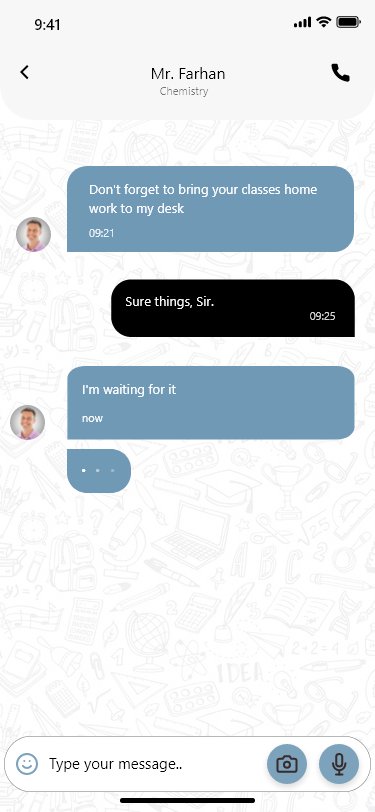 9:41
Mr. Farhan
Chemistry
Don't forget to bring your classes home
work to my desk
09:21
Sure things, Sir.
09:25
I'm waiting for it
now
Type your message..